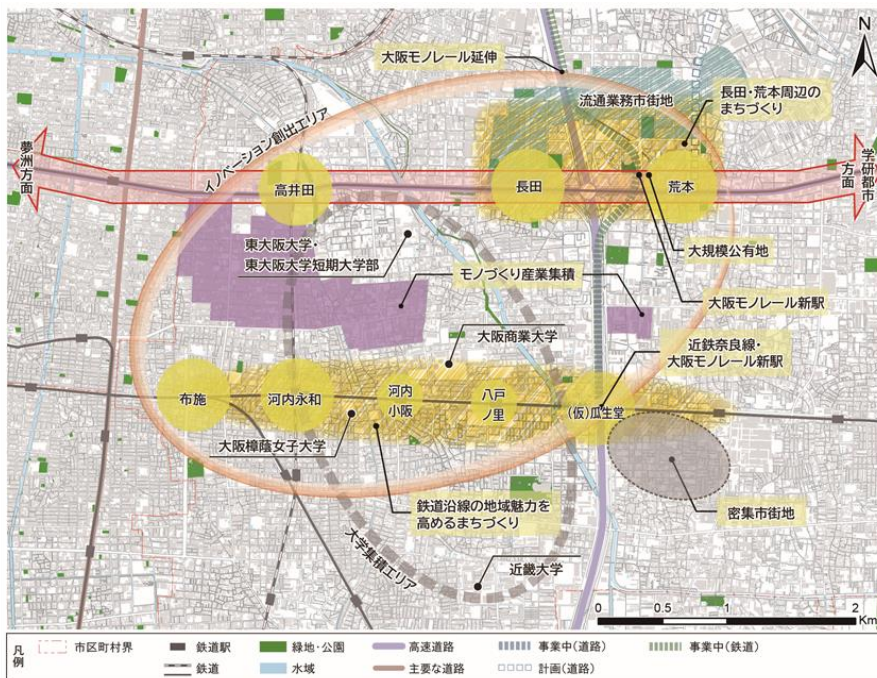 N
大阪モノレール延伸
流通業務市街地
長田・荒本周辺の
まちづくり
イノベーション創出エリア
夢洲方面
学研都市
方面
高井田
長田
荒本
東大阪大学・
東大阪大学短期大学部
大規模公有地
モノづくり産業集積
大阪モノレール新駅
大阪商業大学
近鉄奈良線・
大阪モノレール新駅
布施
河内永和
河内
小阪
八戸
ノ里
(仮)瓜生堂
大阪樟蔭女子大学
鉄道沿線の地域魅力を
高めるまちづくり
密集市街地
大学集積エリア
近畿大学
0 0.5 1 2
Km
凡例
市区町村界 鉄道駅 緑地・公園 高速道路 事業中(道路) 事業中(鉄道)
鉄道 水域 主要な道路 計画(道路)